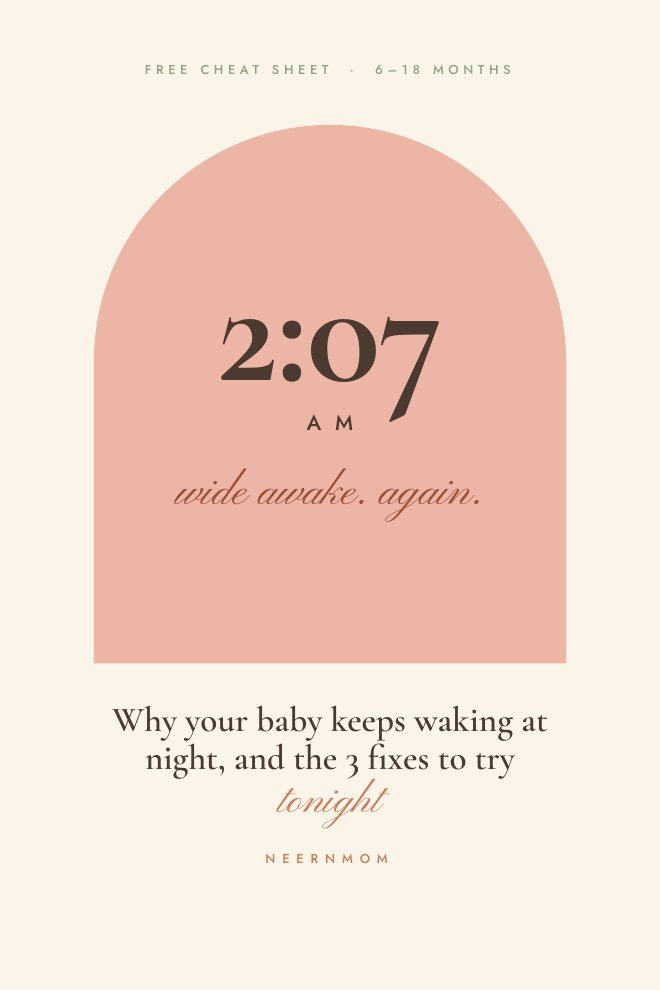 FREE CHEAT SHEET · 6–18 MONTHS
2:07
AM
wide awake. again.
Why your baby keeps waking at
night, and the 3 fixes to try
tonight
NEERNMOM